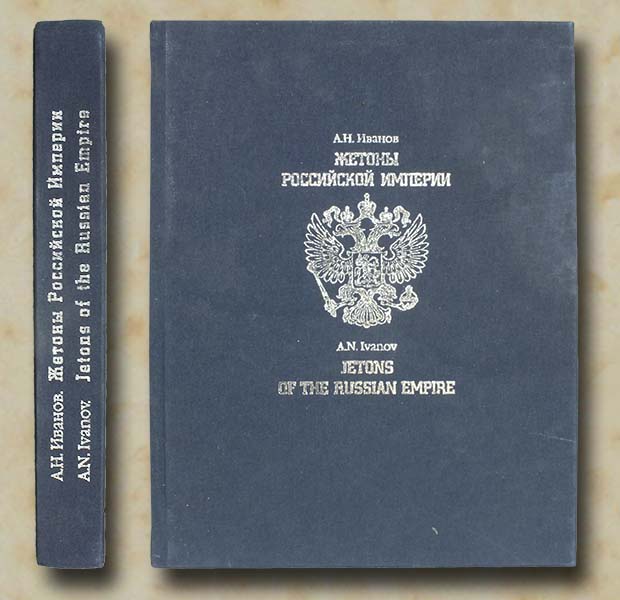 А.Н. Иванов. Жетоны Российской Империи
A.N. Ivanov. Jetons of the Russian Empire
А.Н. Иванов
ЖЕТОНЫ
РОССИЙСКОЙ ИМПЕРИИ
A.N. Ivanov
JETONS
OF THE RUSSIAN EMPIRE